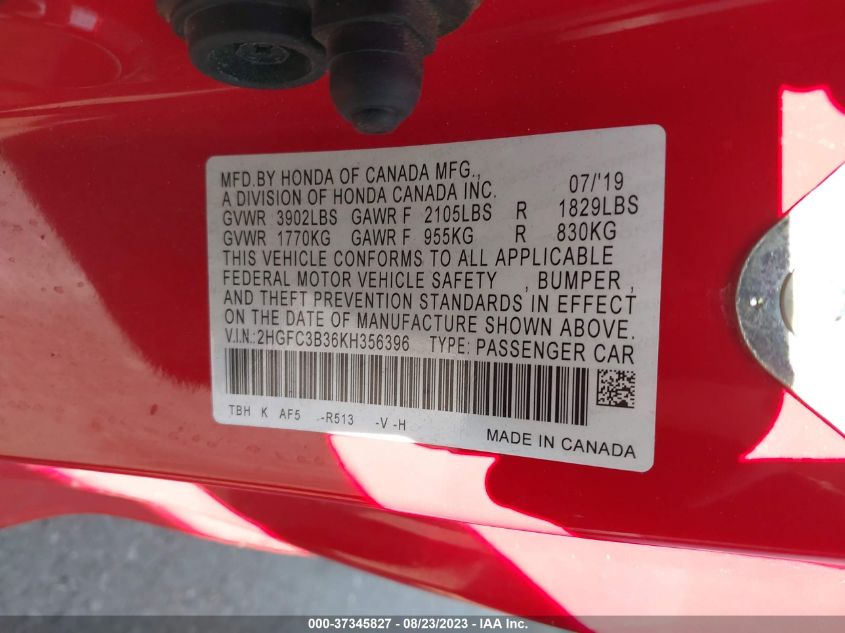 MFD.BY HONDA OF CANADA MFG., 07/'19
A DIVISION OF HONDA CANADA INC.
GVWR 3902LBS GAWR F 2105LBS R 1829LBS
GVWR 1770KG GAWR F 955KG R 830KG
THIS VEHICLE CONFORMS TO ALL APPLICABLE
FEDERAL MOTOR VEHICLE SAFETY , BUMPER ,
AND THEFT PREVENTION STANDARDS IN EFFECT
ON THE DATE OF MANUFACTURE SHOWN ABOVE.
V.I.N.: 2HGFC3B36KH356396 TYPE: PASSENGER CAR
TBH K AF5 -R513 -V -H
MADE IN CANADA
000-37345827 - 08/23/2023 - IAA Inc.